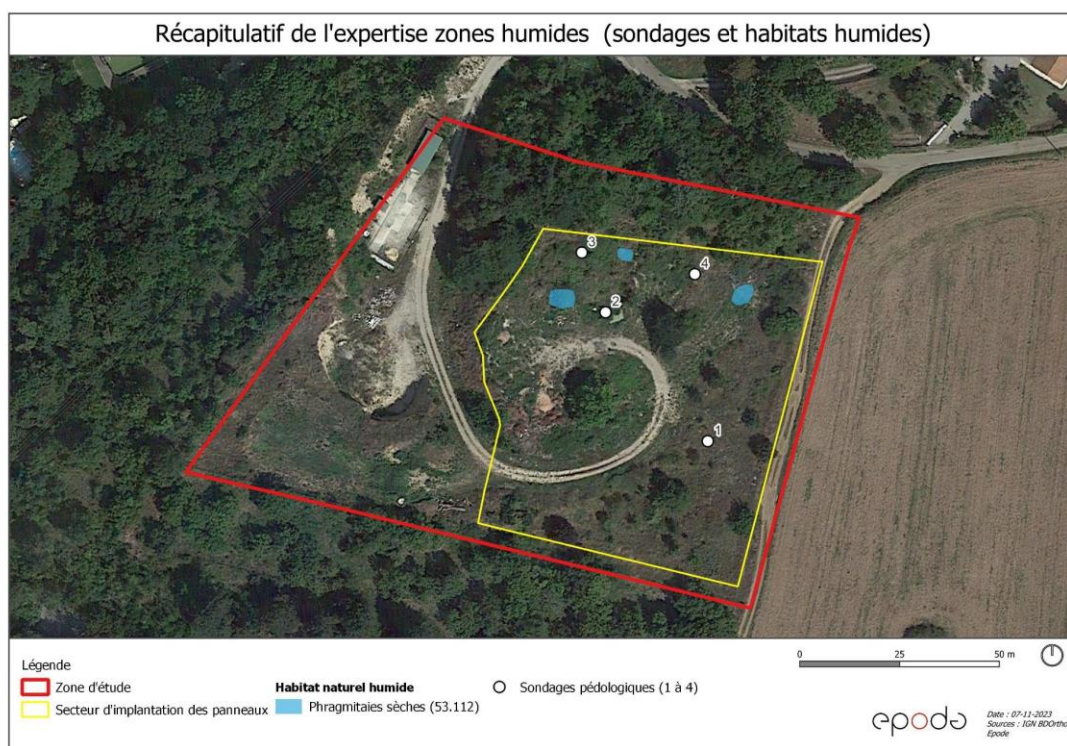 Récapitulatif de l'expertise zones humides (sondages et habitats humides)
3
4
2
1
Légende
Zone d'étude
Secteur d'implantation des panneaux
Habitat naturel humide
Phragmitaies sèches (53.112)
Sondages pédologiques (1 à 4)
0 25 50 m
epode
Date : 07-11-2023
Sources : IGN BDOrtho
Epode